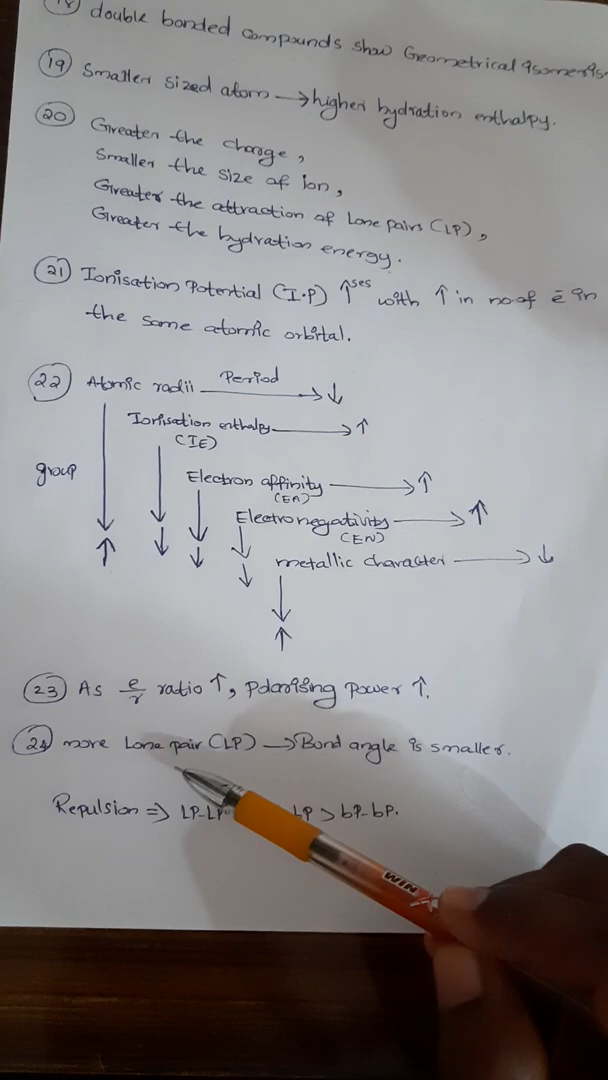 18 double bonded compounds show Geometrical isomeris
19 Smaller sized atom → higher hydration enthalpy.
20 Greater the charge,
Smaller the size of ion,
Greater the attraction of Lone pairs (LP),
Greater the hydration energy.
21 Ionisation Potential (I.P) ↑ses with ↑ in no of ē in
the same atomic orbital.
22 Atomic radii Period → ↓
Ionisation enthalpy → ↑
(IE)
group
Electron affinity → ↑
(EA)
Electronegativity → ↑
(EN)
↑ ↓ ↓ ↓
metallic character → ↓
↑
23 As e/r ratio ↑, Polarising Power ↑.
24 more Lone pair (LP) → Bond angle is smaller.
Repulsion ⇒ LP-LP LP > bP-bP.
WIN